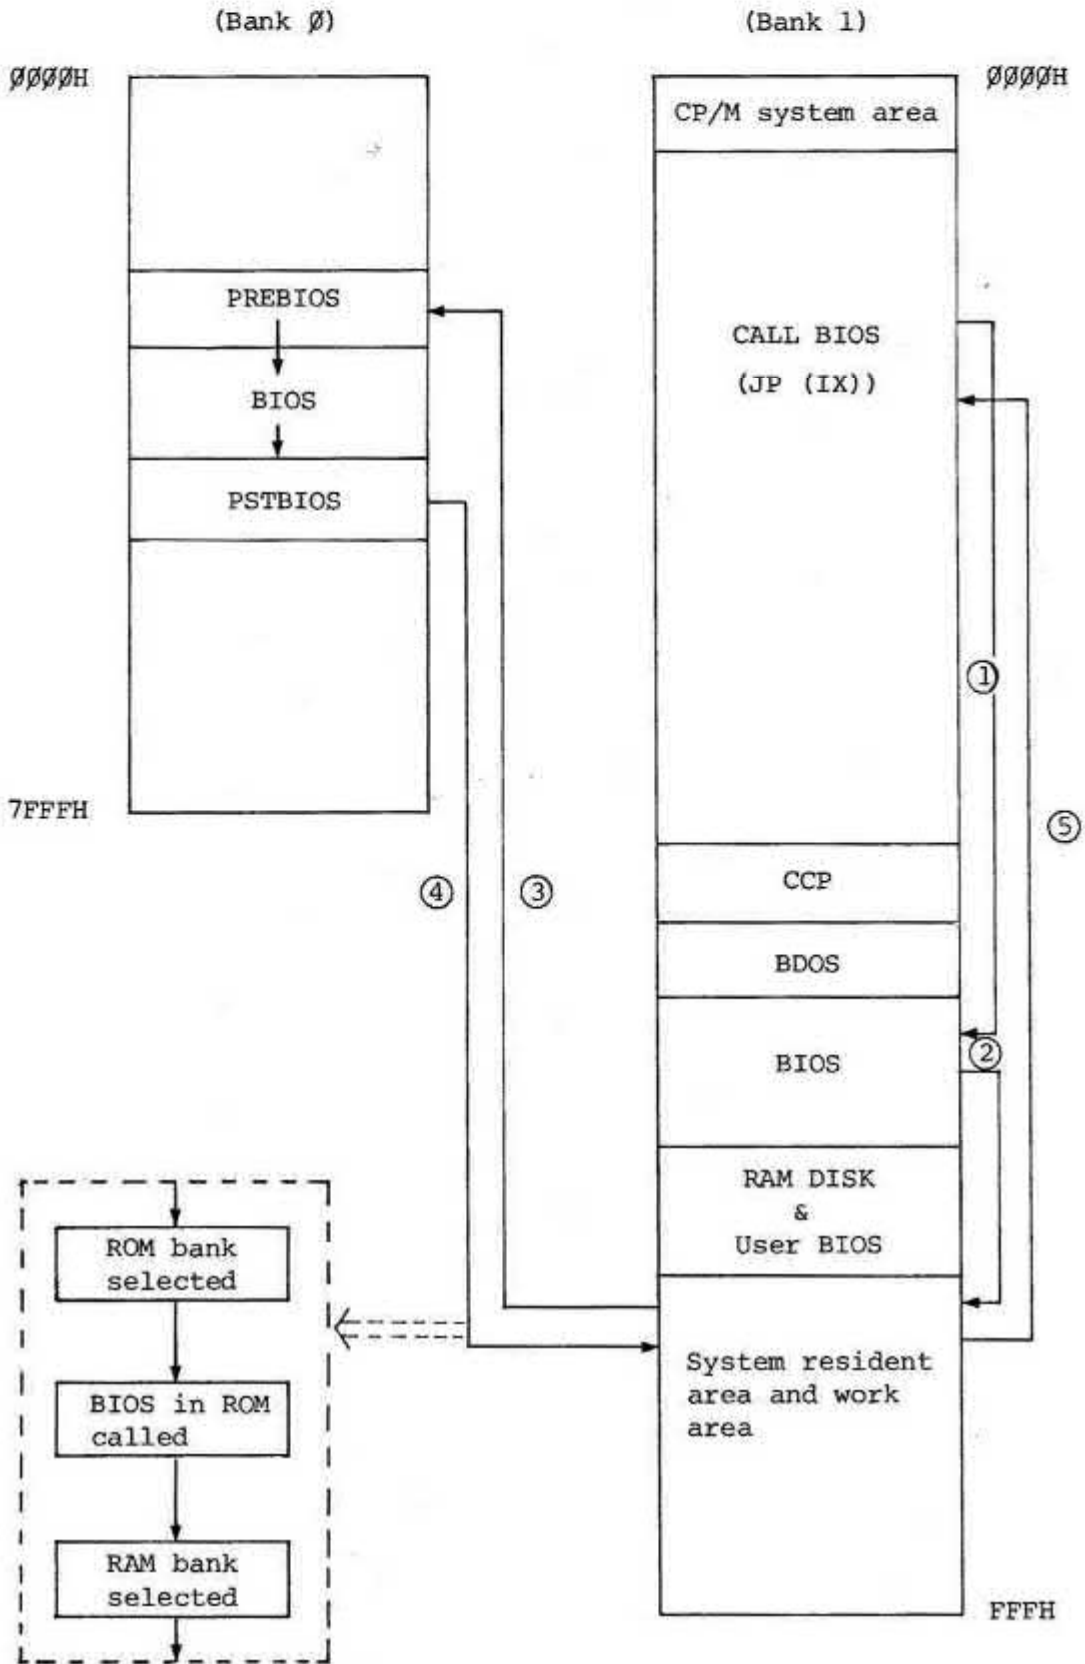 (Bank Ø)
(Bank 1)
ØØØØH
ØØØØH
CP/M system area
PREBIOS
CALL BIOS
(JP (IX))
BIOS
PSTBIOS
①
7FFFH
⑤
CCP
④
③
BDOS
②
BIOS
RAM DISK
&
User BIOS
ROM bank
selected
System resident
area and work
area
BIOS in ROM
called
RAM bank
selected
FFFH